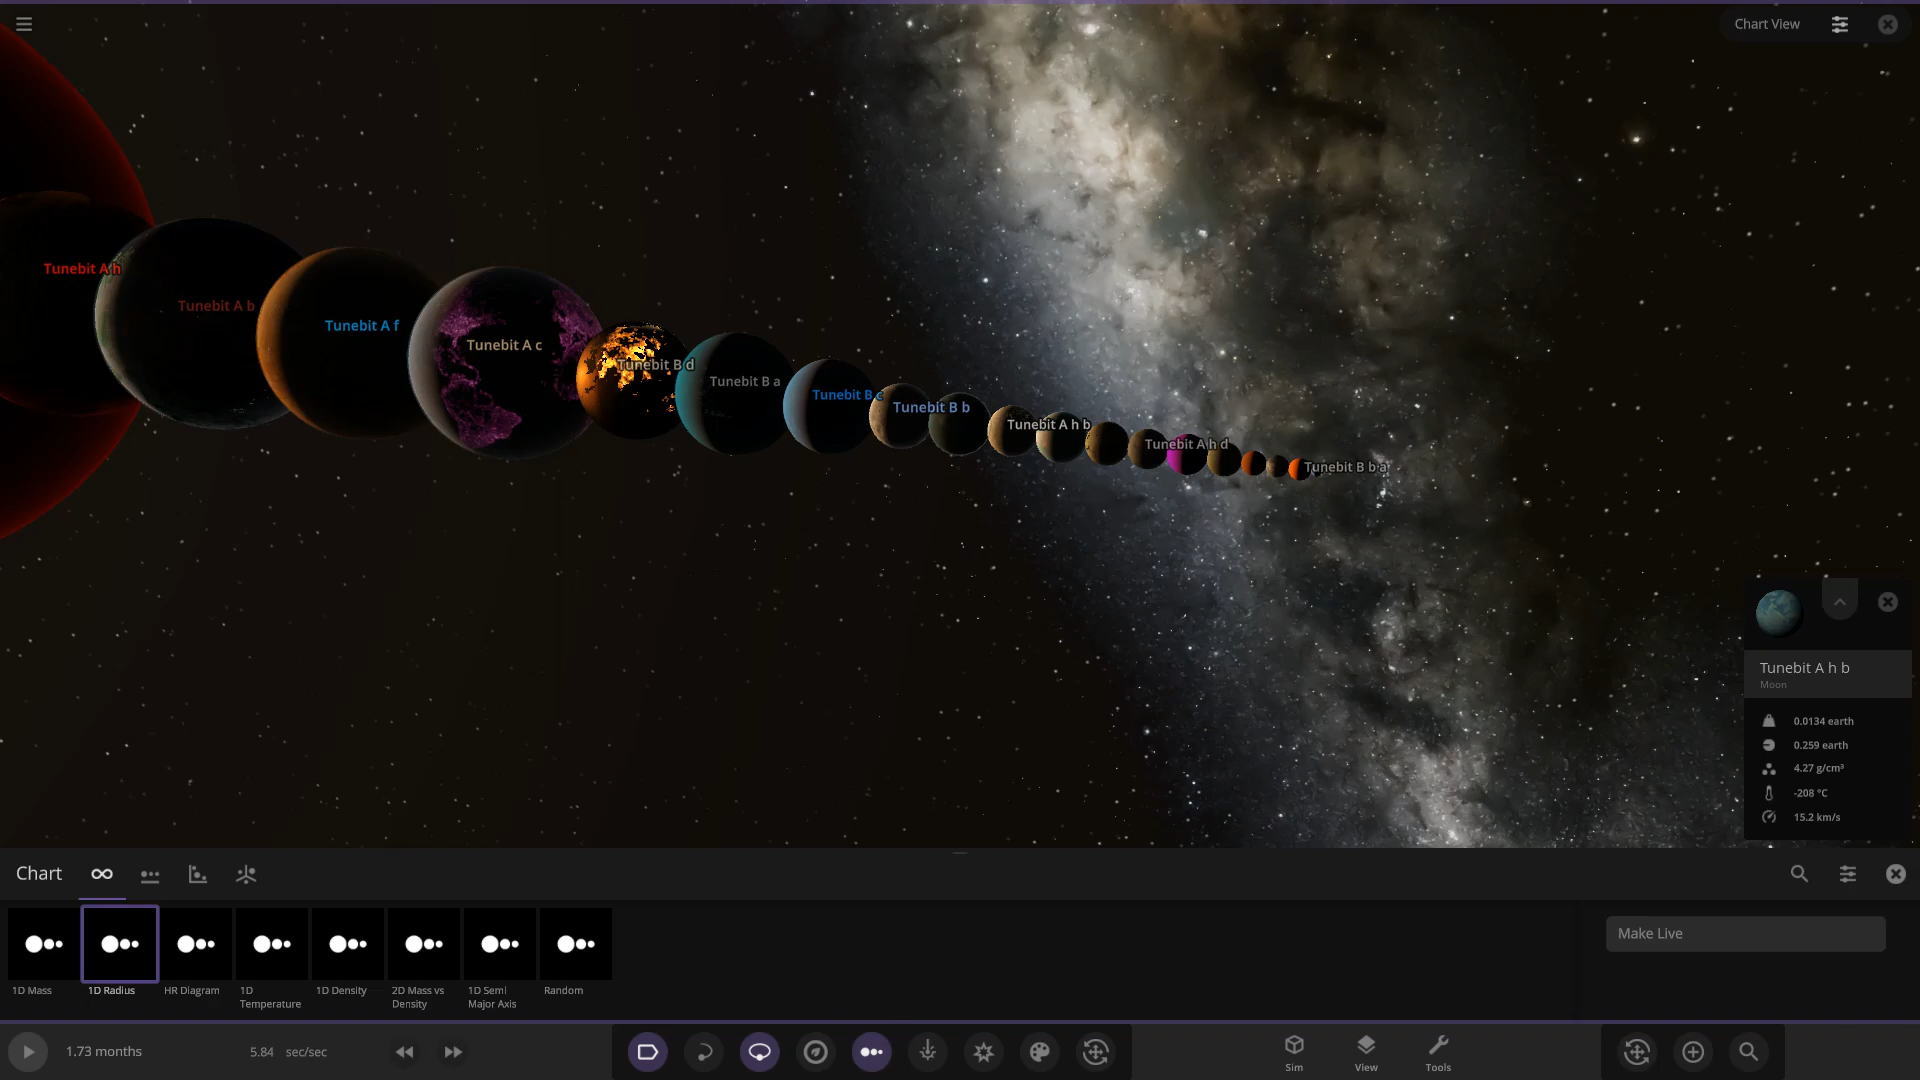 Chart View
Tunebit A h
Tunebit A b
Tunebit A f
Tunebit A c
Tunebit B d
Tunebit B a
Tunebit B c
Tunebit B b
Tunebit A h b
Tunebit A h d
Tunebit B b a
Tunebit A h b
Moon
0.0134 earth
0.259 earth
4.27 g/cm³
-208 °C
15.2 km/s
Chart
1D Mass
1D Radius
HR Diagram
1D
Temperature
1D Density
2D Mass vs
Density
1D Semi
Major Axis
Random
Make Live
1.73 months
5.84 sec/sec
Sim
View
Tools